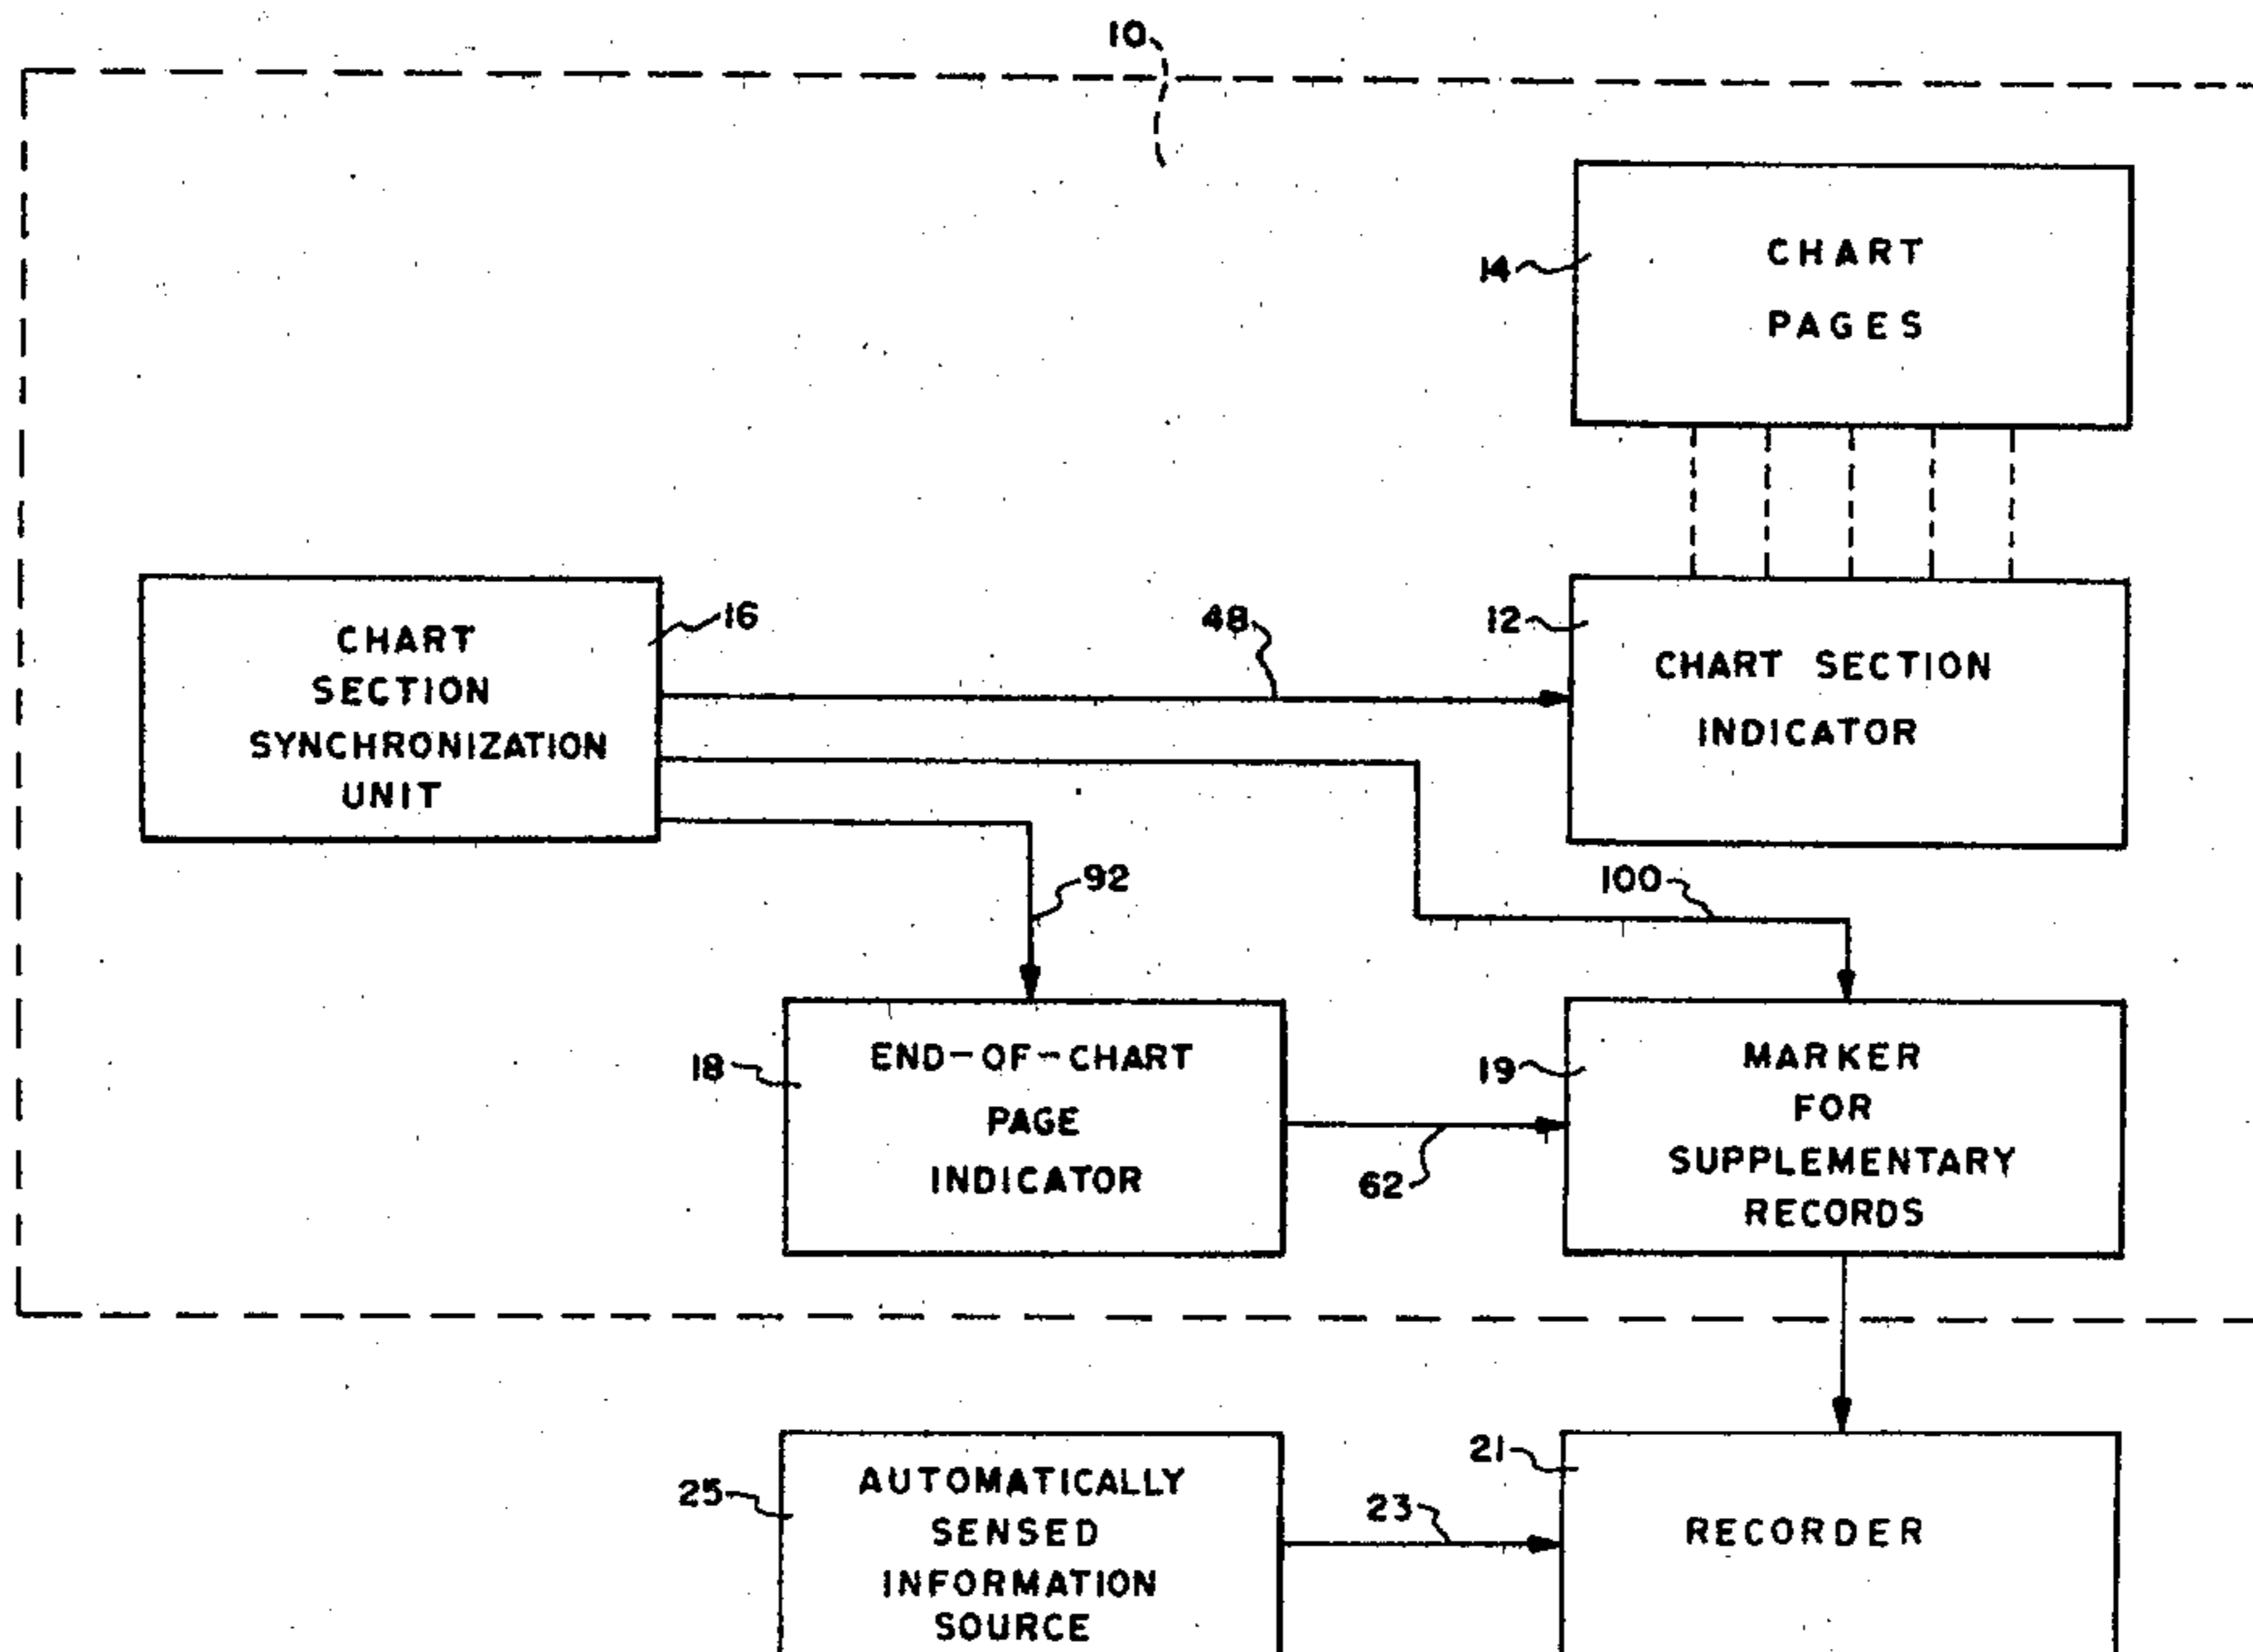 10
14
CHART
PAGES
16
CHART
SECTION
SYNCHRONIZATION
UNIT
48
12
CHART SECTION
INDICATOR
92
100
18
END-OF-CHART
PAGE
INDICATOR
62
19
MARKER
FOR
SUPPLEMENTARY
RECORDS
25
AUTOMATICALLY
SENSED
INFORMATION
SOURCE
23
21
RECORDER